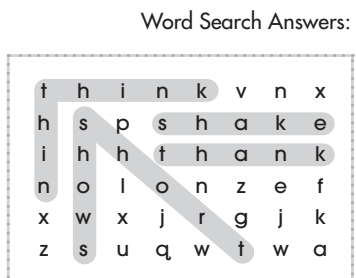 Word Search Answers:
t h i n k v n x
h s p s h a k e
i h h t h a n k
n o l o n z e f
x w x j r g j k
z s u q w t w a